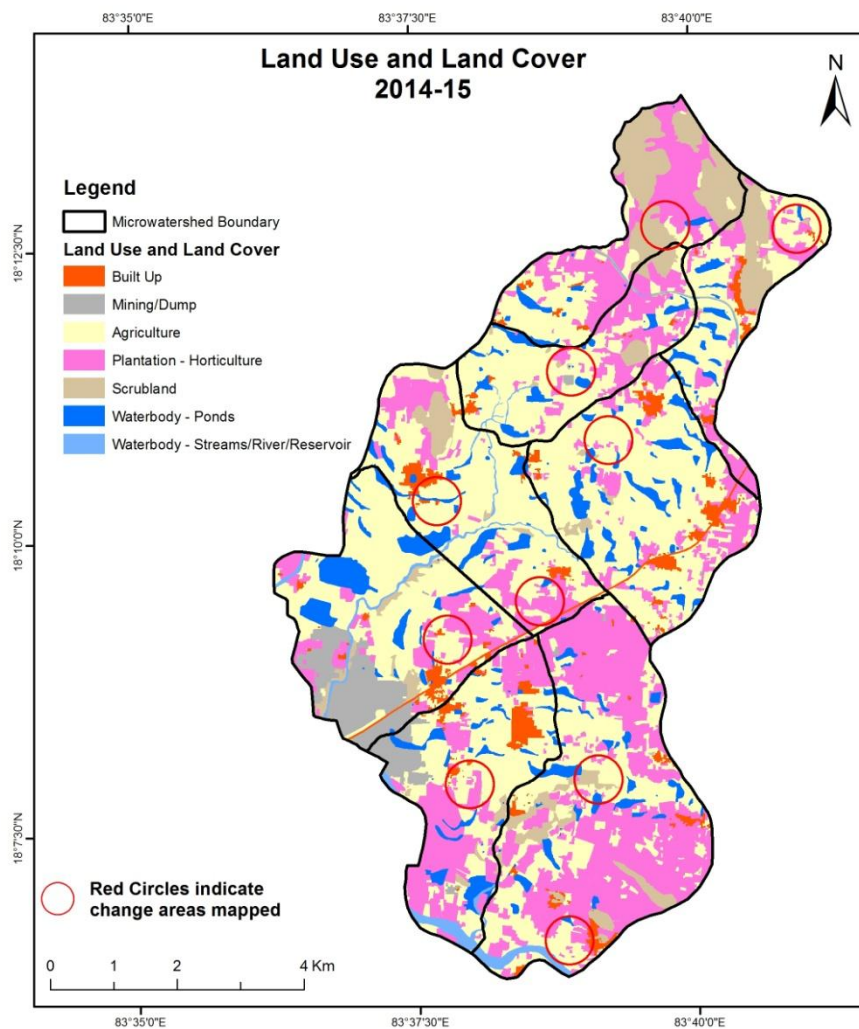 83°35'0"E 83°37'30"E 83°40'0"E
Land Use and Land Cover
2014-15
N
Legend
Microwatershed Boundary
Land Use and Land Cover
Built Up
Mining/Dump
Agriculture
Plantation - Horticulture
Scrubland
Waterbody - Ponds
Waterbody - Streams/River/Reservoir
18°12'30"N
18°10'0"N
18°7'30"N
Red Circles indicate
change areas mapped
0 1 2 4 Km
83°35'0"E 83°37'30"E 83°40'0"E